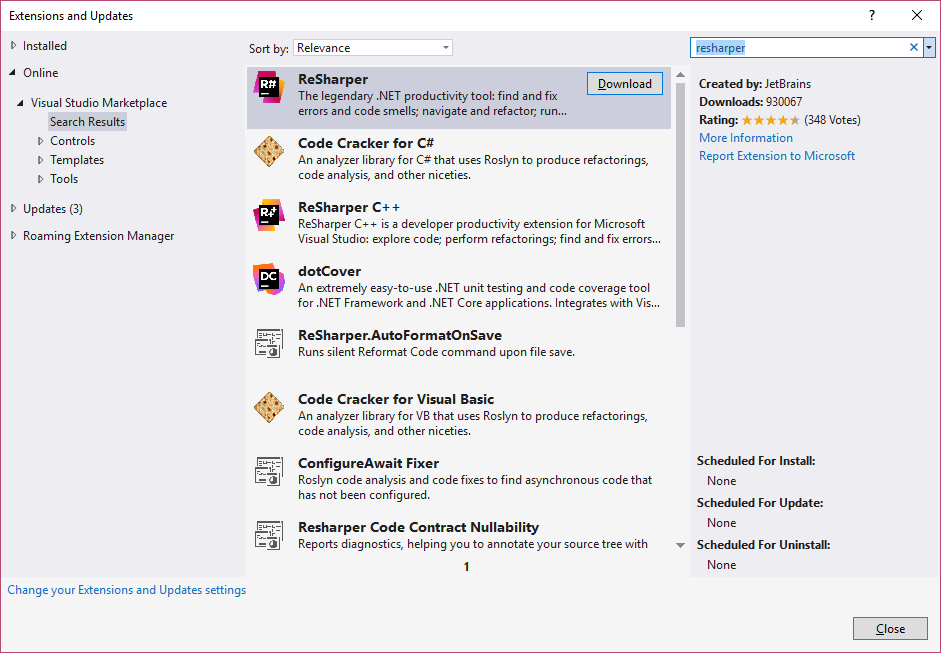 Extensions and Updates
?
Installed
Online
Visual Studio Marketplace
Search Results
Controls
Templates
Tools
Updates (3)
Roaming Extension Manager
Sort by: Relevance
R#
ReSharper
Download
The legendary .NET productivity tool: find and fix
errors and code smells; navigate and refactor; run...
Code Cracker for C#
An analyzer library for C# that uses Roslyn to produce refactorings,
code analysis, and other niceties.
R++
ReSharper C++
ReSharper C++ is a developer productivity extension for Microsoft
Visual Studio: explore code; perform refactorings; find and fix errors...
DC
dotCover
An extremely easy-to-use .NET unit testing and code coverage tool
for .NET Framework and .NET Core applications. Integrates with Vis...
ReSharper.AutoFormatOnSave
Runs silent Reformat Code command upon file save.
Code Cracker for Visual Basic
An analyzer library for VB that uses Roslyn to produce refactorings,
code analysis, and other niceties.
ConfigureAwait Fixer
Roslyn code analysis and code fixes to find asynchronous code that
has not been configured.
Resharper Code Contract Nullability
Reports diagnostics, helping you to annotate your source tree with
1
resharper
Created by: JetBrains
Downloads: 930067
Rating: (348 Votes)
More Information
Report Extension to Microsoft
Scheduled For Install:
None
Scheduled For Update:
None
Scheduled For Uninstall:
None
Change your Extensions and Updates settings
Close